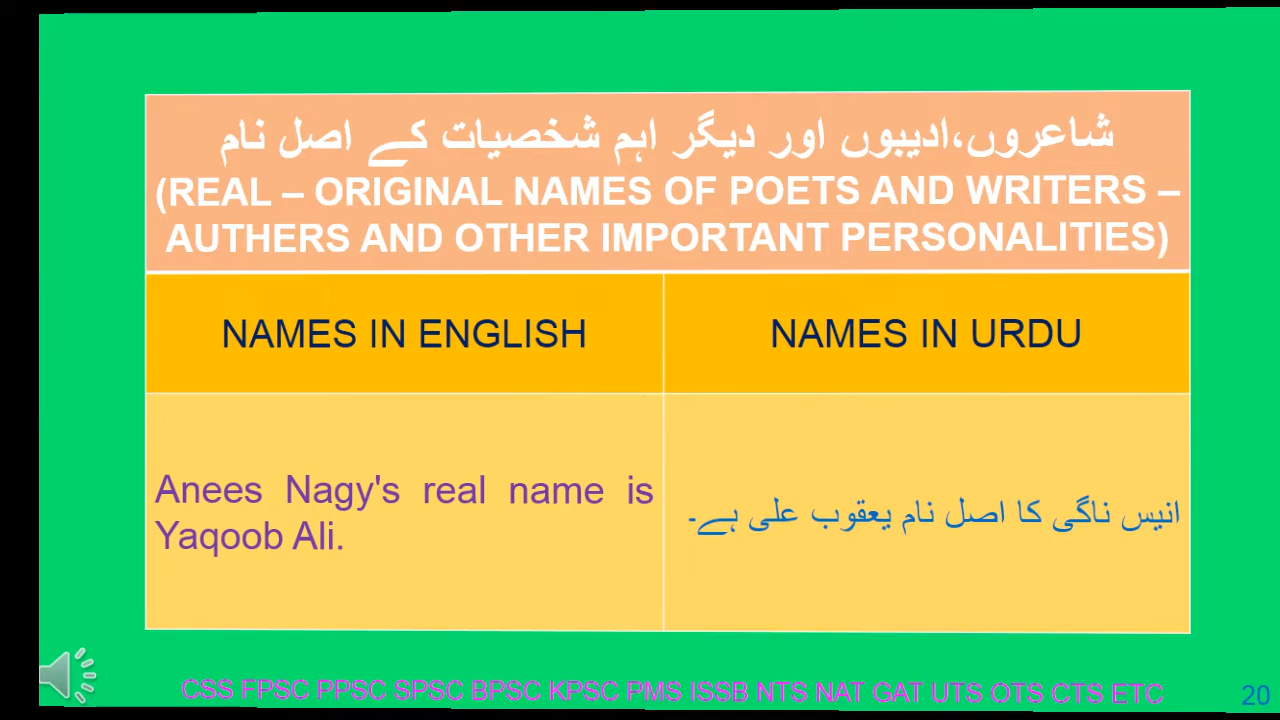 شاعروں،ادیبوں اور دیگر اہم شخصیات کے اصل نام
(REAL – ORIGINAL NAMES OF POETS AND WRITERS –
AUTHERS AND OTHER IMPORTANT PERSONALITIES)
NAMES IN ENGLISH
NAMES IN URDU
Anees Nagy's real name is
Yaqoob Ali.
انیس ناگی کا اصل نام یعقوب علی ہے۔
CSS FPSC PPSC SPSC BPSC KPSC PMS ISSB NTS NAT GAT UTS OTS CTS ETC
20